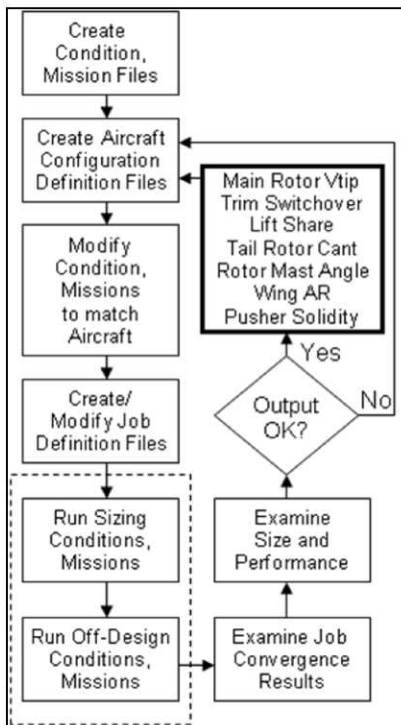 Create
Condition,
Mission Files
Create Aircraft
Configuration
Definition Files
Modify
Condition,
Missions
to match
Aircraft
Create/
Modify Job
Definition Files
Run Sizing
Conditions,
Missions
Run Off-Design
Conditions,
Missions
Examine Job
Convergence
Results
Examine
Size and
Performance
Output
OK?
Yes
No
Main Rotor Vtip
Trim Switchover
Lift Share
Tail Rotor Cant
Rotor Mast Angle
Wing AR
Pusher Solidity